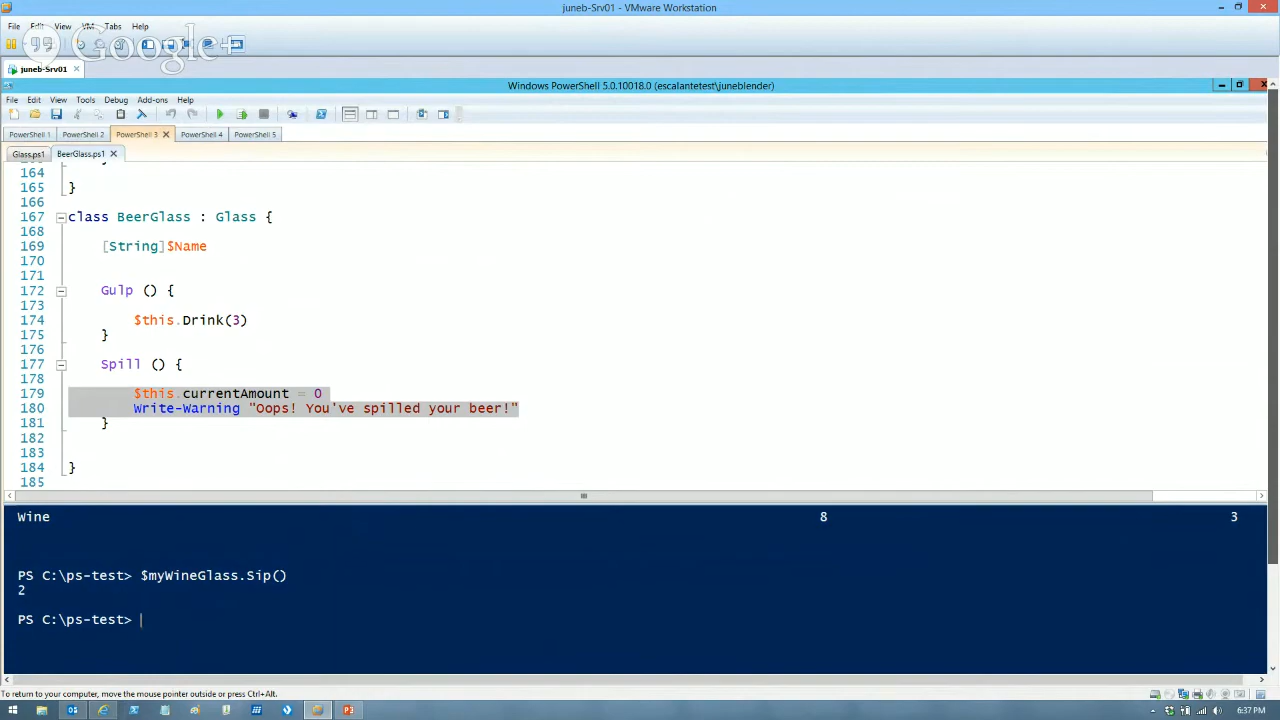 juneb-Srv01 - VMware Workstation
File Edit View VM Tabs Help
Google+
juneb-Srv01
Windows PowerShell 5.0.10018.0 (escalantetest\juneblender)
File Edit View Tools Debug Add-ons Help
PowerShell 1 PowerShell 2 PowerShell 3 PowerShell 4 PowerShell 5
Glass.ps1 BeerGlass.ps1
164
165 }
166
167 class BeerGlass : Glass {
168
169 [String]$Name
170
171
172 Gulp () {
173
174 $this.Drink(3)
175 }
176
177 Spill () {
178
179 $this.currentAmount = 0
180 Write-Warning "Oops! You've spilled your beer!"
181 }
182
183
184 }
185
Wine 8 3
PS C:\ps-test> $myWineGlass.Sip()
2
PS C:\ps-test>
To return to your computer, move the mouse pointer outside or press Ctrl+Alt.
6:37 PM